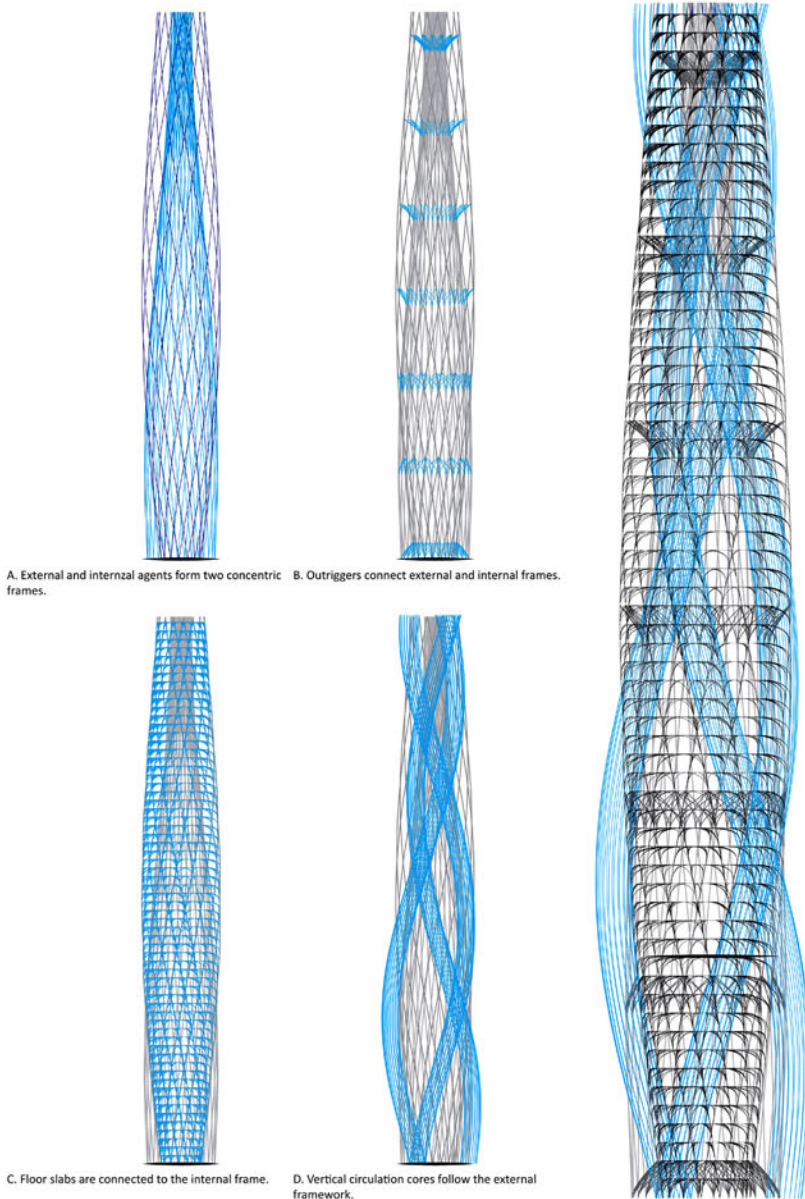 A. External and internzal agents form two concentric
frames.
B. Outriggers connect external and internal frames.
C. Floor slabs are connected to the internal frame.
D. Vertical circulation cores follow the external
framework.